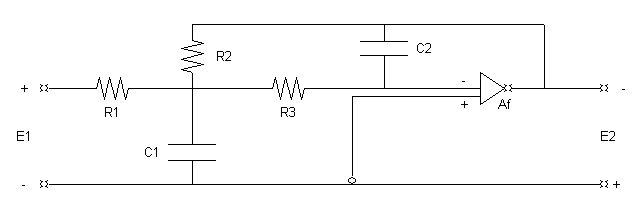 R2
C2
+
-
-
R1
R3
+
Af
E1
C1
E2
-
+